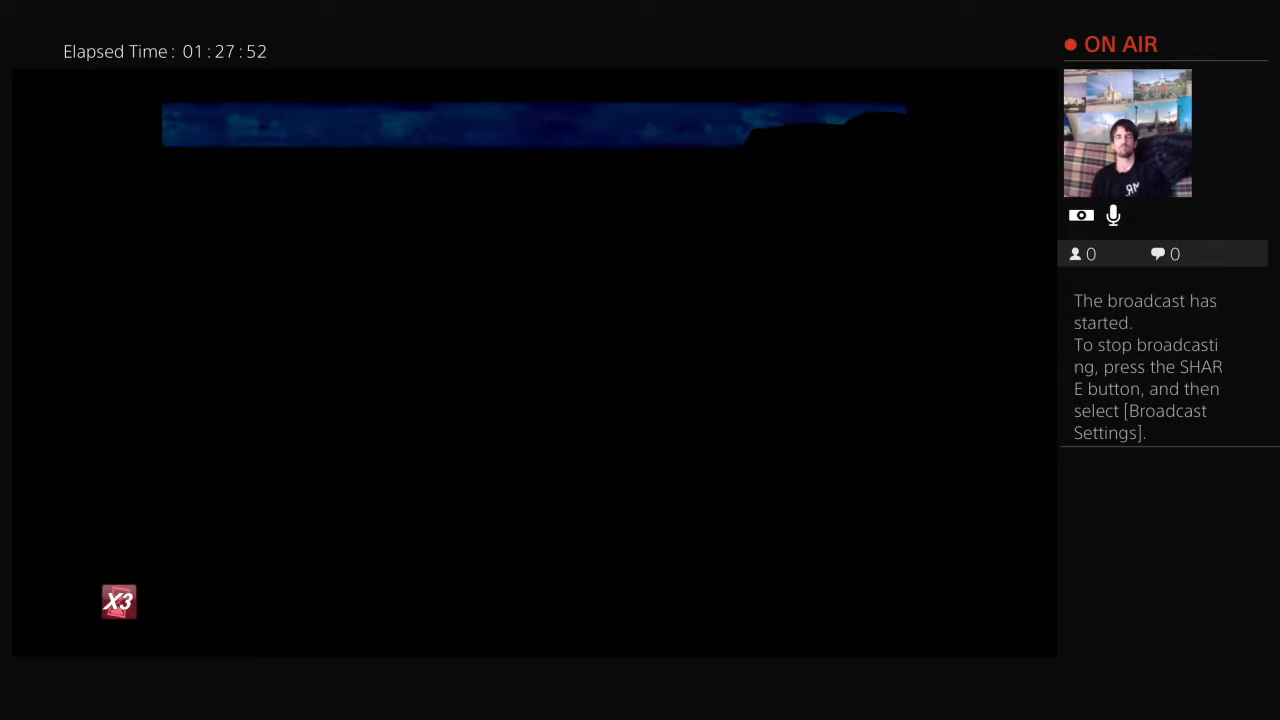 Elapsed Time: 01:27:52
ON AIR
0 0
The broadcast has
started.
To stop broadcasti
ng, press the SHAR
E button, and then
select [Broadcast
Settings].
X3